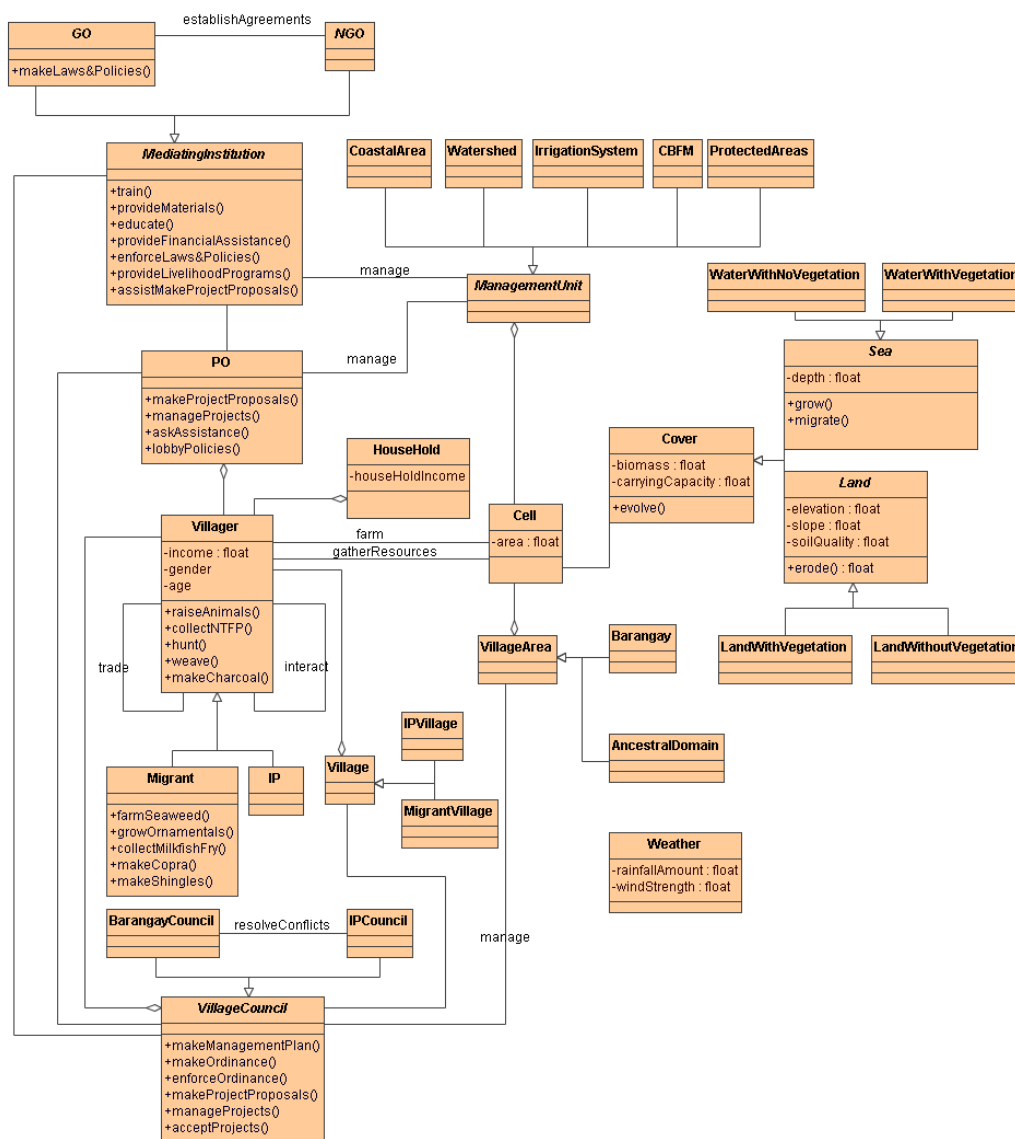 establishAgreements
GO
NGO
+makeLaws&Policies()
MediatingInstitution
+train()
+provideMaterials()
+educate()
+provideFinancialAssistance()
+enforceLaws&Policies()
+provideLivelihoodPrograms()
+assistMakeProjectProposals()
CoastalArea
Watershed
IrrigationSystem
CBFM
ProtectedAreas
manage
ManagementUnit
WaterWithNoVegetation
WaterWithVegetation
manage
PO
+makeProjectProposals()
+manageProjects()
+askAssistance()
+lobbyPolicies()
Sea
-depth : float
+grow()
+migrate()
HouseHold
-houseHoldIncome
Cover
-biomass : float
-carryingCapacity : float
+evolve()
Land
-elevation : float
-slope : float
-soilQuality : float
+erode() : float
Villager
-income : float
-gender
-age
+raiseAnimals()
+collectNTFP()
+hunt()
+weave()
+makeCharcoal()
farm
gatherResources
Cell
-area : float
trade
interact
VillageArea
Barangay
LandWithVegetation
LandWithoutVegetation
AncestralDomain
IPVillage
Village
MigrantVillage
Migrant
+farmSeaweed()
+growOrnamentals()
+collectMilkfishFry()
+makeCopra()
+makeShingles()
IP
Weather
-rainfallAmount : float
-windStrength : float
BarangayCouncil
resolveConflicts
IPCouncil
manage
VillageCouncil
+makeManagementPlan()
+makeOrdinance()
+enforceOrdinance()
+makeProjectProposals()
+manageProjects()
+acceptProjects()